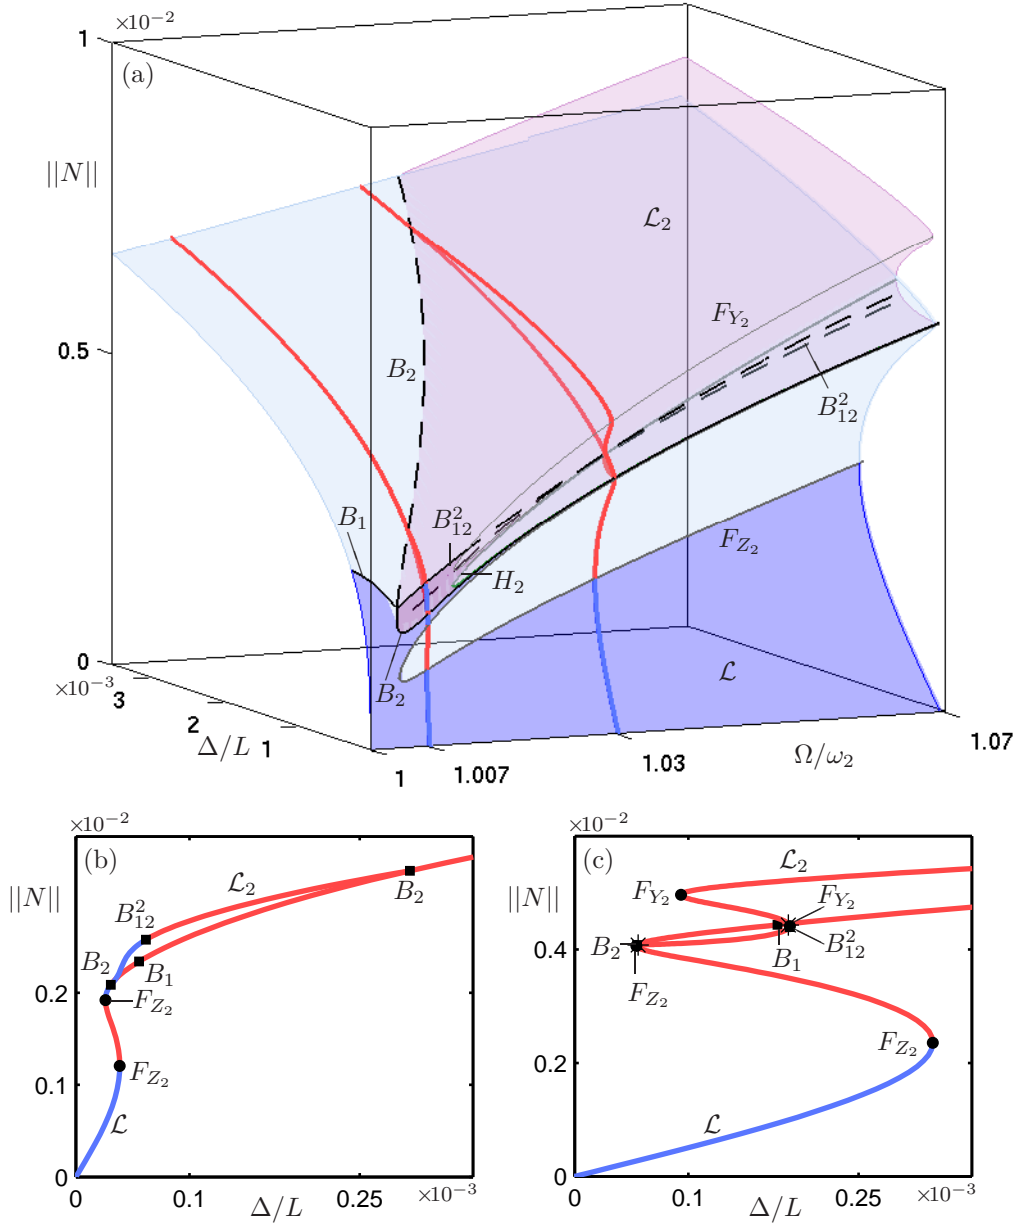 ×10⁻²
1
(a)
||N||
ℒ₂
F_{Y₂}
0.5
B₂
B²₁₂
B₁
B²₁₂
H₂
F_{Z₂}
B₂
ℒ
0
×10⁻³
3
2
Δ/L
1
1
1.007
1.03
Ω/ω₂
1.07
×10⁻²
(b)
||N||
ℒ₂
B₂
B²₁₂
B₂
B₁
0.2
F_{Z₂}
0.1
F_{Z₂}
ℒ
0
0
0.1
0.25
×10⁻³
Δ/L
×10⁻²
(c)
||N||
ℒ₂
F_{Y₂}
F_{Y₂}
0.4
B₂
B₁
B²₁₂
F_{Z₂}
F_{Z₂}
0.2
ℒ
0
0
0.1
0.25
×10⁻³
Δ/L